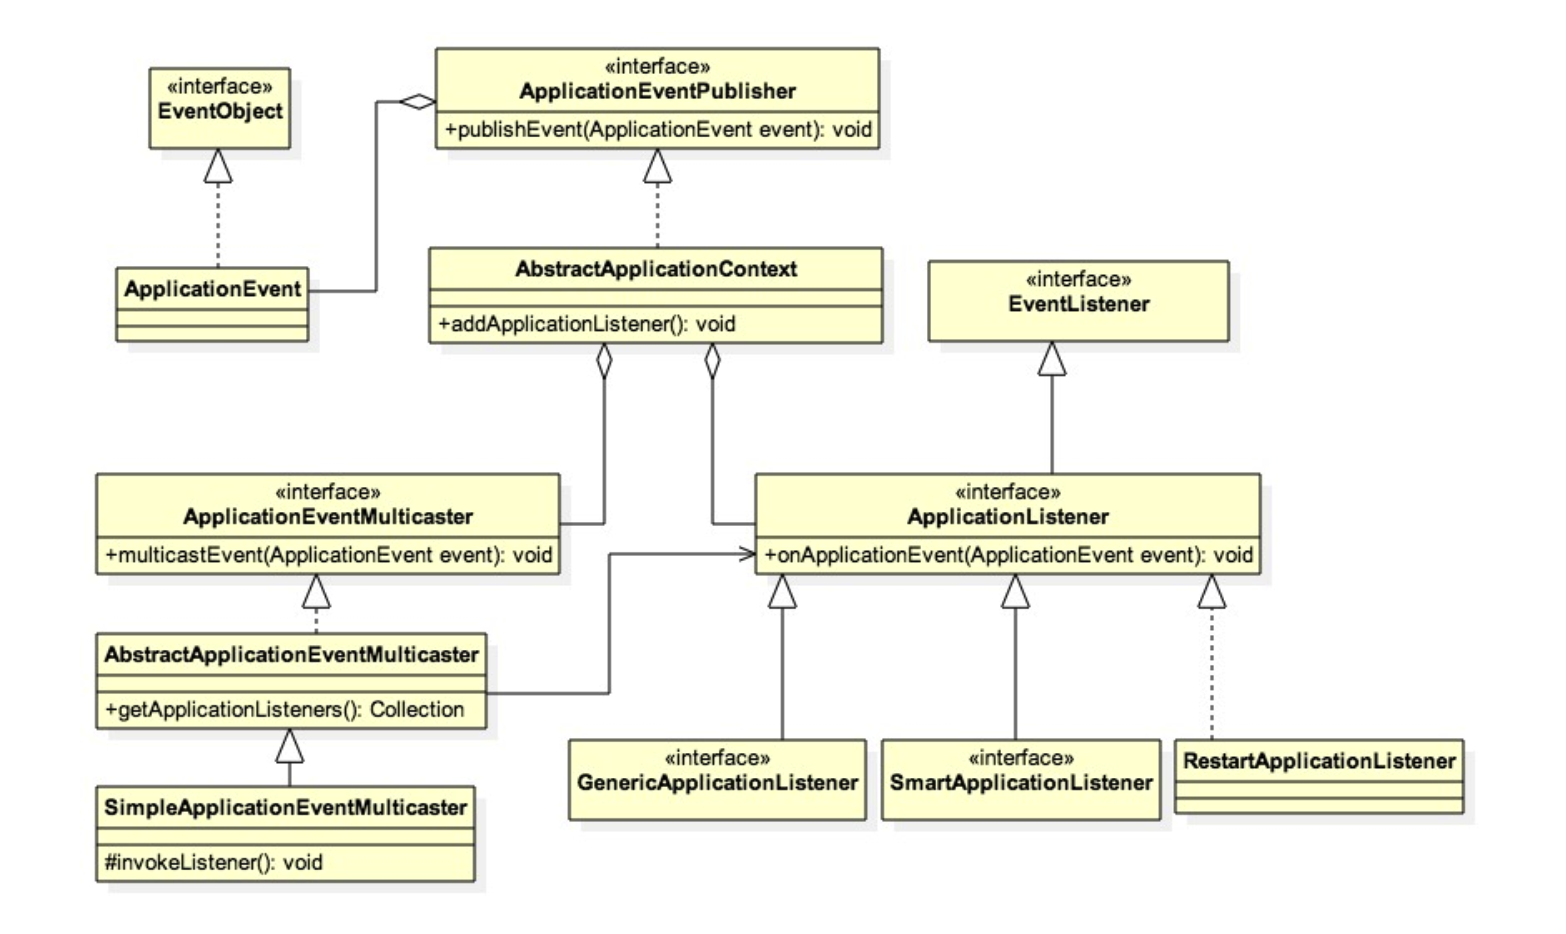 «interface»
EventObject
«interface»
ApplicationEventPublisher
+publishEvent(ApplicationEvent event): void
ApplicationEvent
AbstractApplicationContext
+addApplicationListener(): void
«interface»
EventListener
«interface»
ApplicationEventMulticaster
+multicastEvent(ApplicationEvent event): void
«interface»
ApplicationListener
+onApplicationEvent(ApplicationEvent event): void
AbstractApplicationEventMulticaster
+getApplicationListeners(): Collection
«interface»
GenericApplicationListener
«interface»
SmartApplicationListener
RestartApplicationListener
SimpleApplicationEventMulticaster
#invokeListener(): void